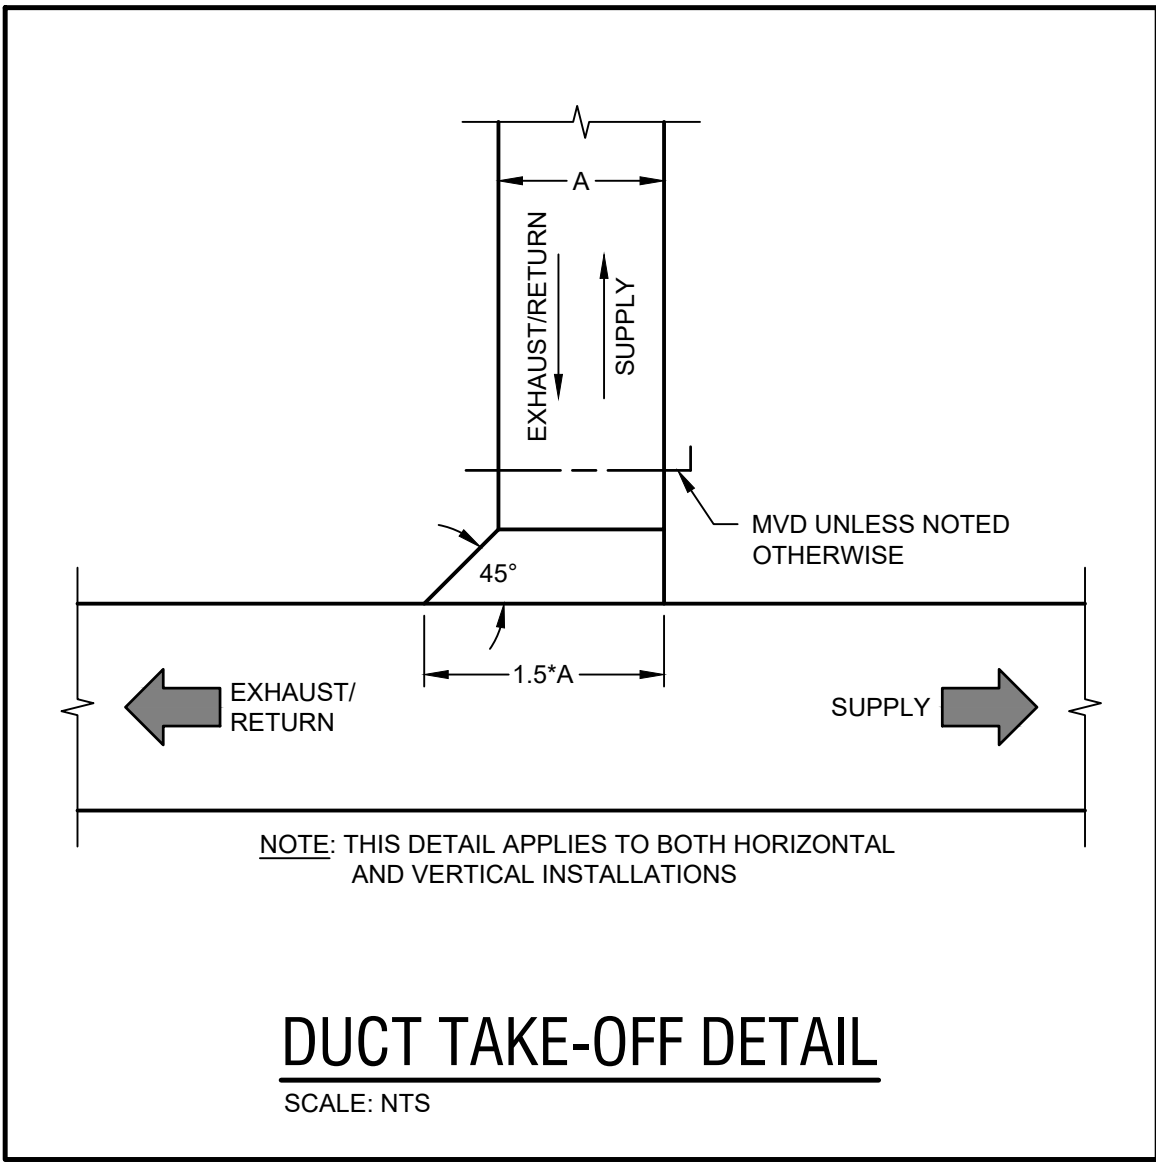 A
EXHAUST/RETURN
SUPPLY
MVD UNLESS NOTED
OTHERWISE
45°
1.5*A
EXHAUST/
RETURN
SUPPLY
NOTE: THIS DETAIL APPLIES TO BOTH HORIZONTAL
AND VERTICAL INSTALLATIONS
DUCT TAKE-OFF DETAIL
SCALE: NTS